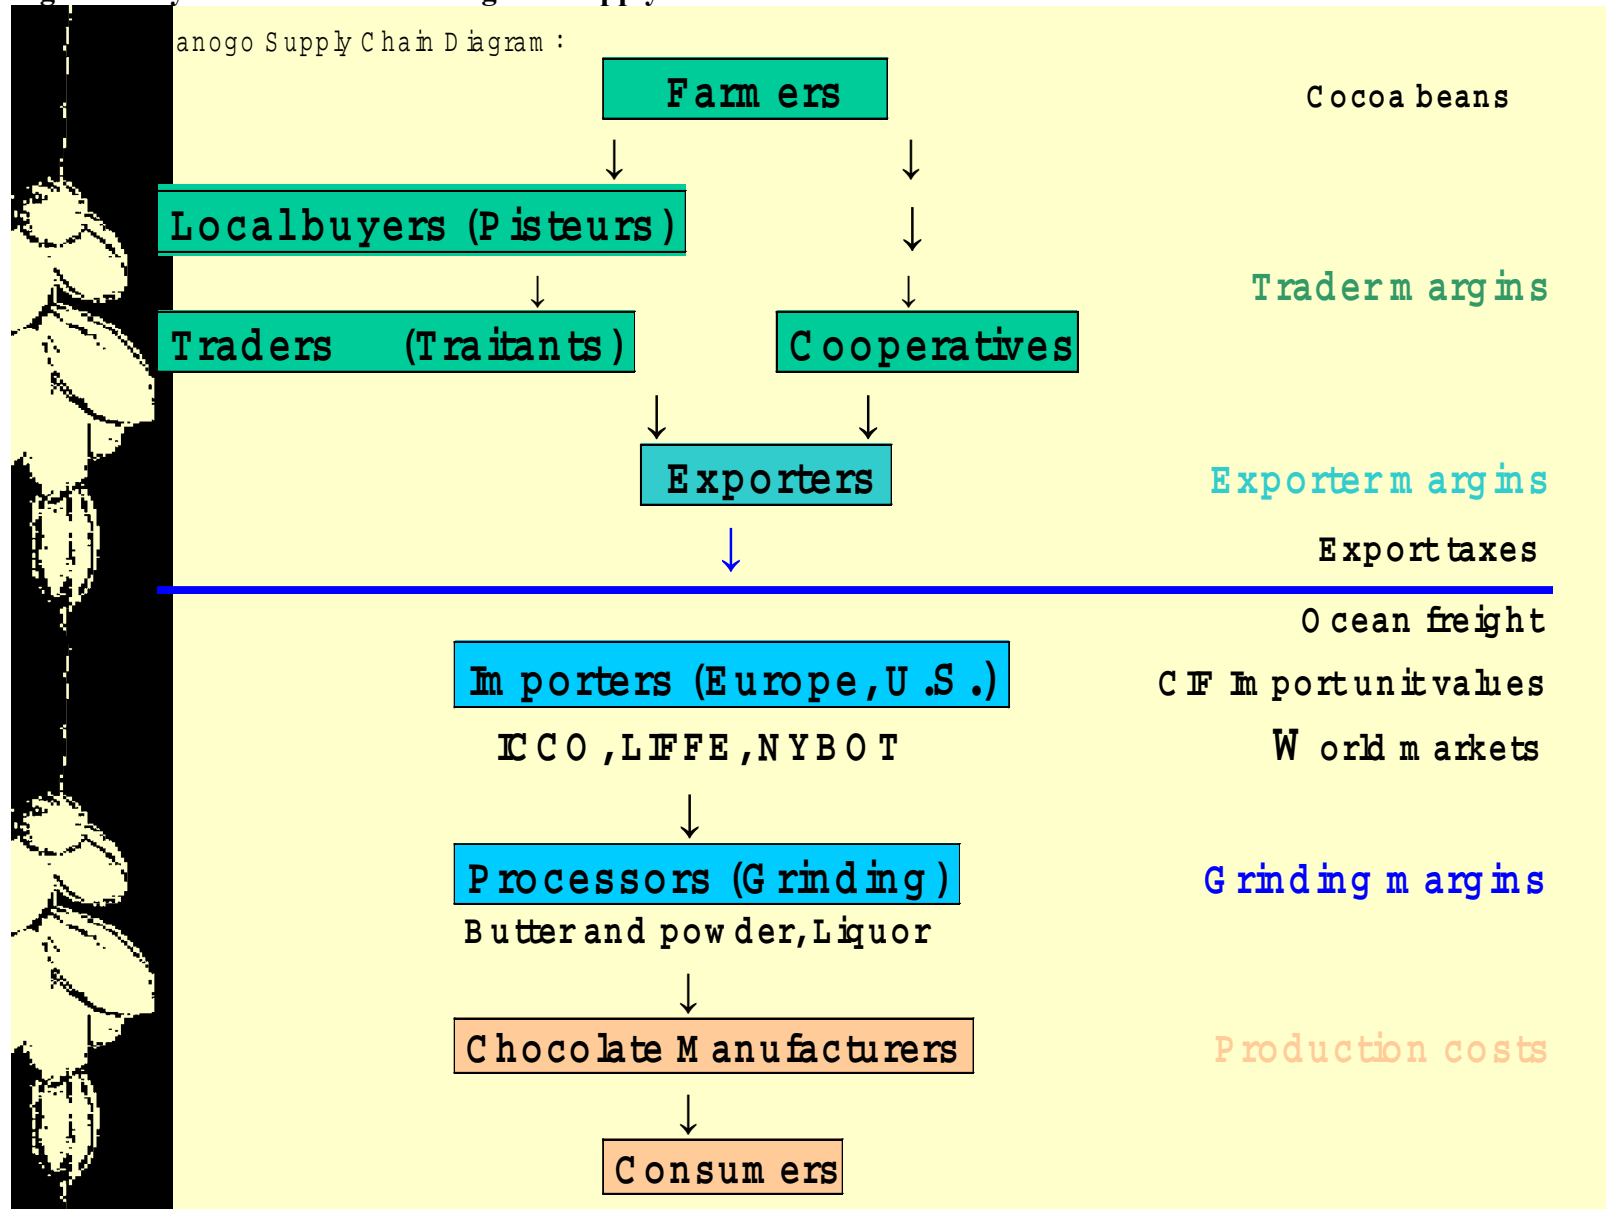 anogo Supply Chain Diagram :
Farmers
Cocoa beans
Local buyers (Pisteurs)
Trader margins
Traders (Traitants)
Cooperatives
Exporters
Exporter margins
Export taxes
Ocean freight
Importers (Europe, U.S.)
CIF Import unit values
ICCO, LIFFE, NYBOT
World markets
Processors (Grinding)
Grinding margins
Butter and powder, Liquor
Chocolate Manufacturers
Production costs
Consumers